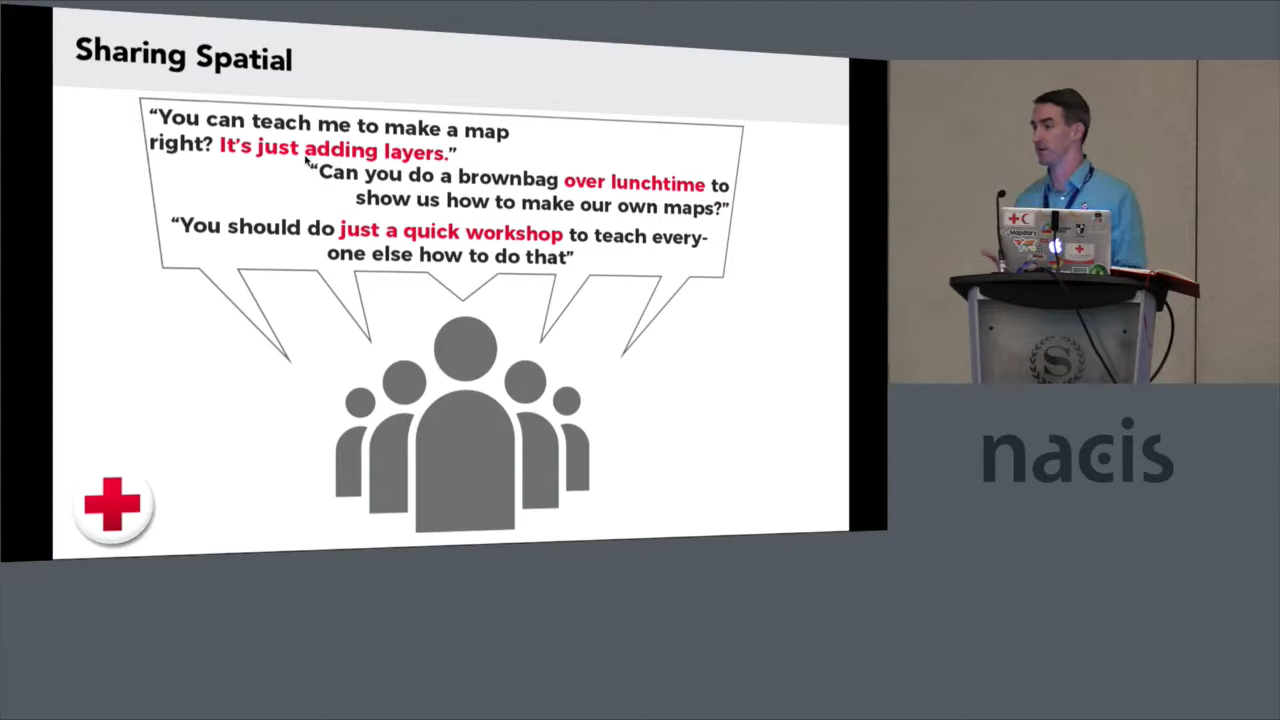 Sharing Spatial
“You can teach me to make a map
right? It’s just adding layers.”
“Can you do a brownbag over lunchtime to
show us how to make our own maps?”
“You should do just a quick workshop to teach every-
one else how to do that”
Mapillary
S
nacis